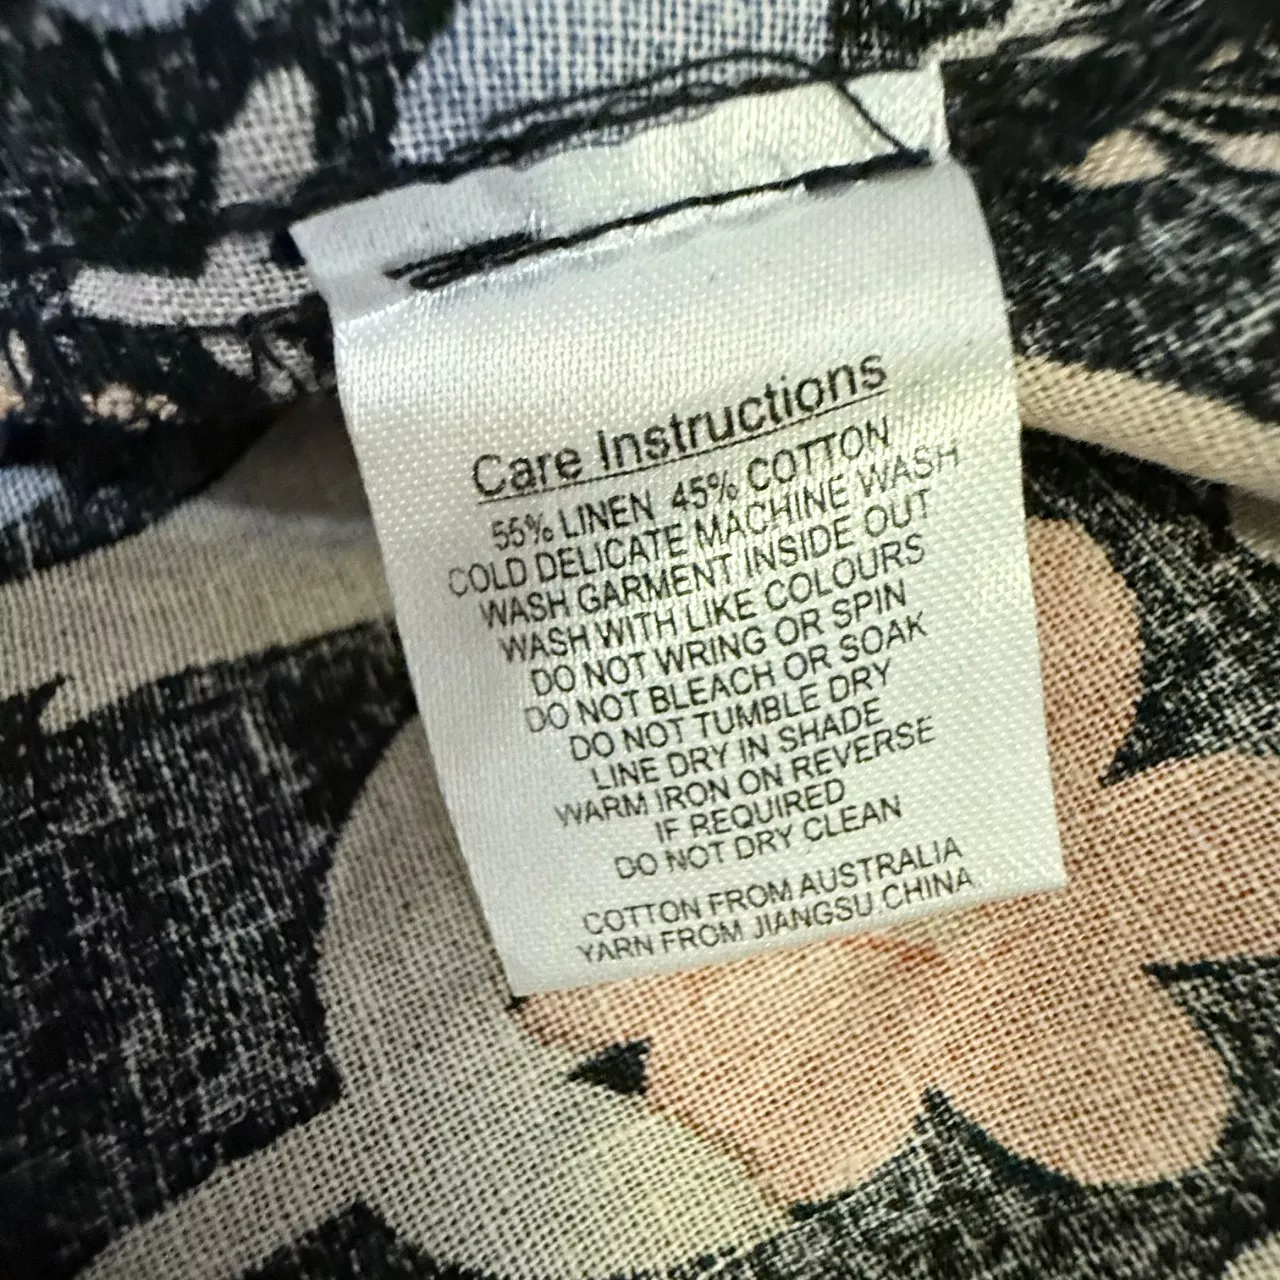 Care Instructions
55% LINEN 45% COTTON
COLD DELICATE MACHINE WASH
WASH GARMENT INSIDE OUT
WASH WITH LIKE COLOURS
DO NOT WRING OR SPIN
DO NOT BLEACH OR SOAK
DO NOT TUMBLE DRY
LINE DRY IN SHADE
WARM IRON ON REVERSE
IF REQUIRED
DO NOT DRY CLEAN
COTTON FROM AUSTRALIA
YARN FROM JIANGSU.CHINA